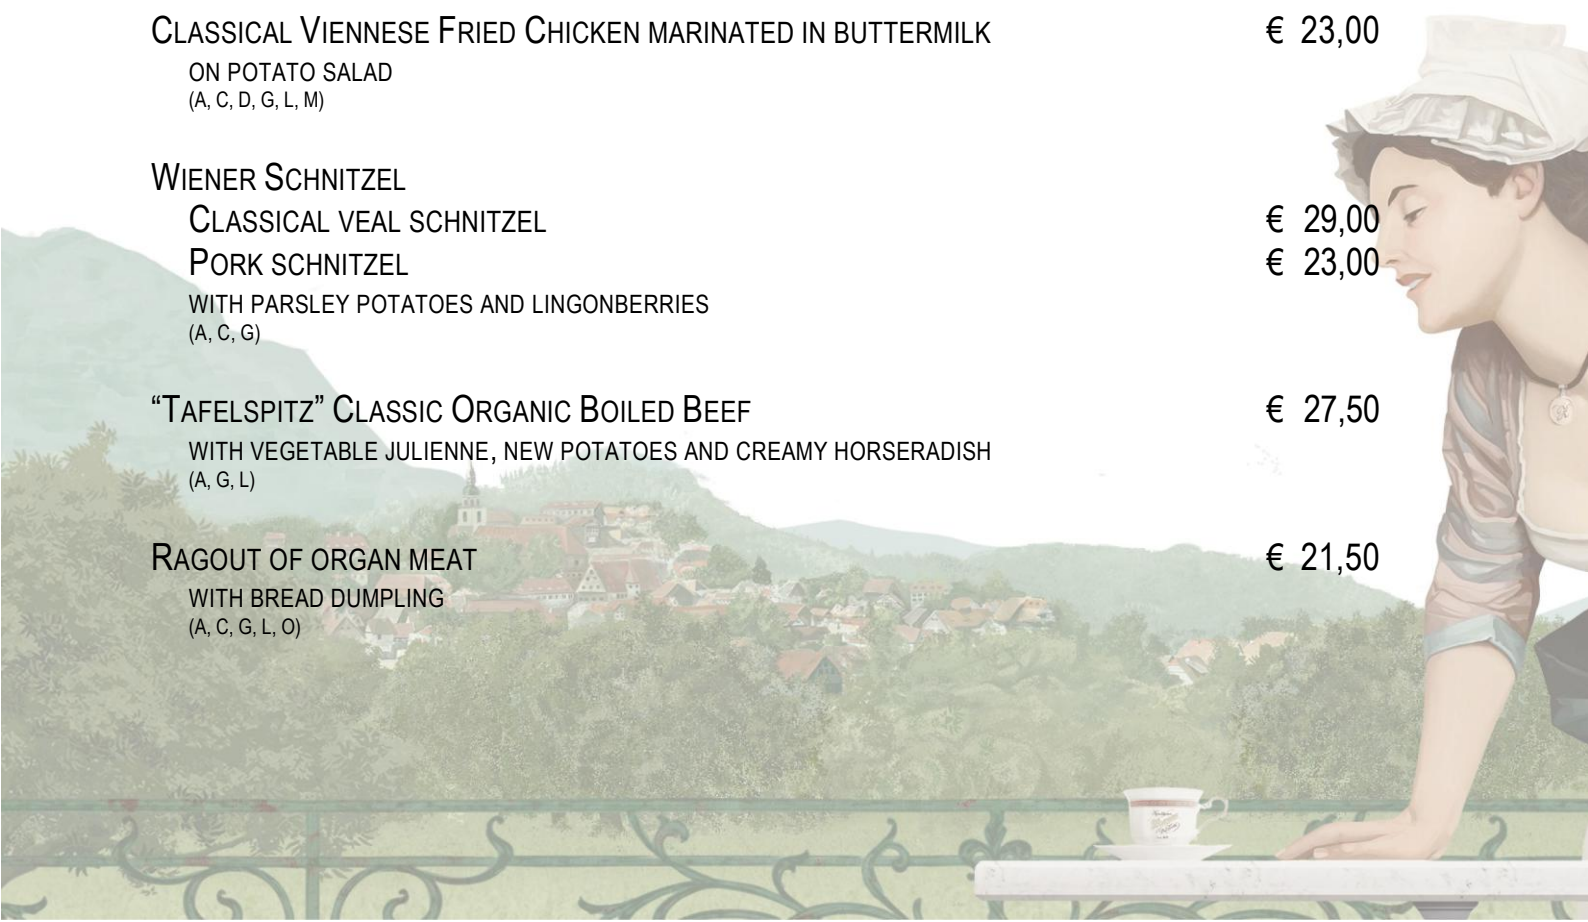 CLASSICAL VIENNESE FRIED CHICKEN MARINATED IN BUTTERMILK € 23,00
ON POTATO SALAD
(A, C, D, G, L, M)
WIENER SCHNITZEL
CLASSICAL VEAL SCHNITZEL € 29,00
PORK SCHNITZEL € 23,00
WITH PARSLEY POTATOES AND LINGONBERRIES
(A, C, G)
“TAFELSPITZ” CLASSIC ORGANIC BOILED BEEF € 27,50
WITH VEGETABLE JULIENNE, NEW POTATOES AND CREAMY HORSERADISH
(A, G, L)
RAGOUT OF ORGAN MEAT € 21,50
WITH BREAD DUMPLING
(A, C, G, L, O)